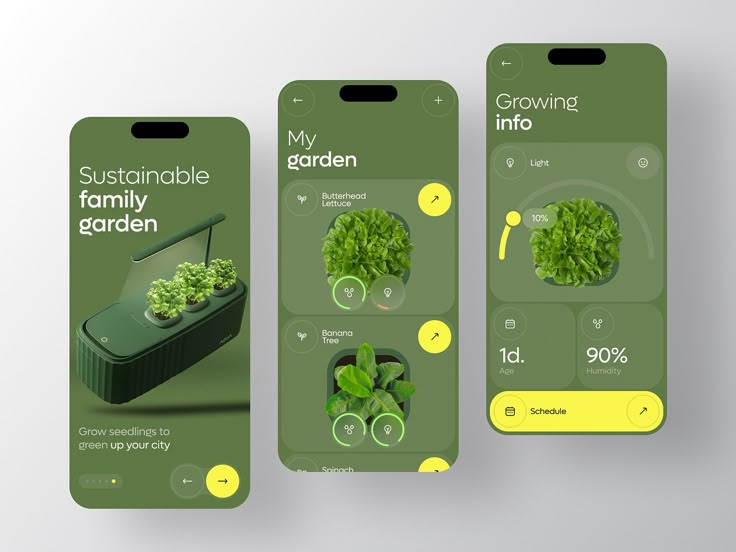 Sustainable
family
garden
Grow seedlings to
green up your city
My
garden
Butterhead
Lettuce
Banana
Tree
Spinach
Growing
info
Light
10%
1d.
Age
90%
Humidity
Schedule